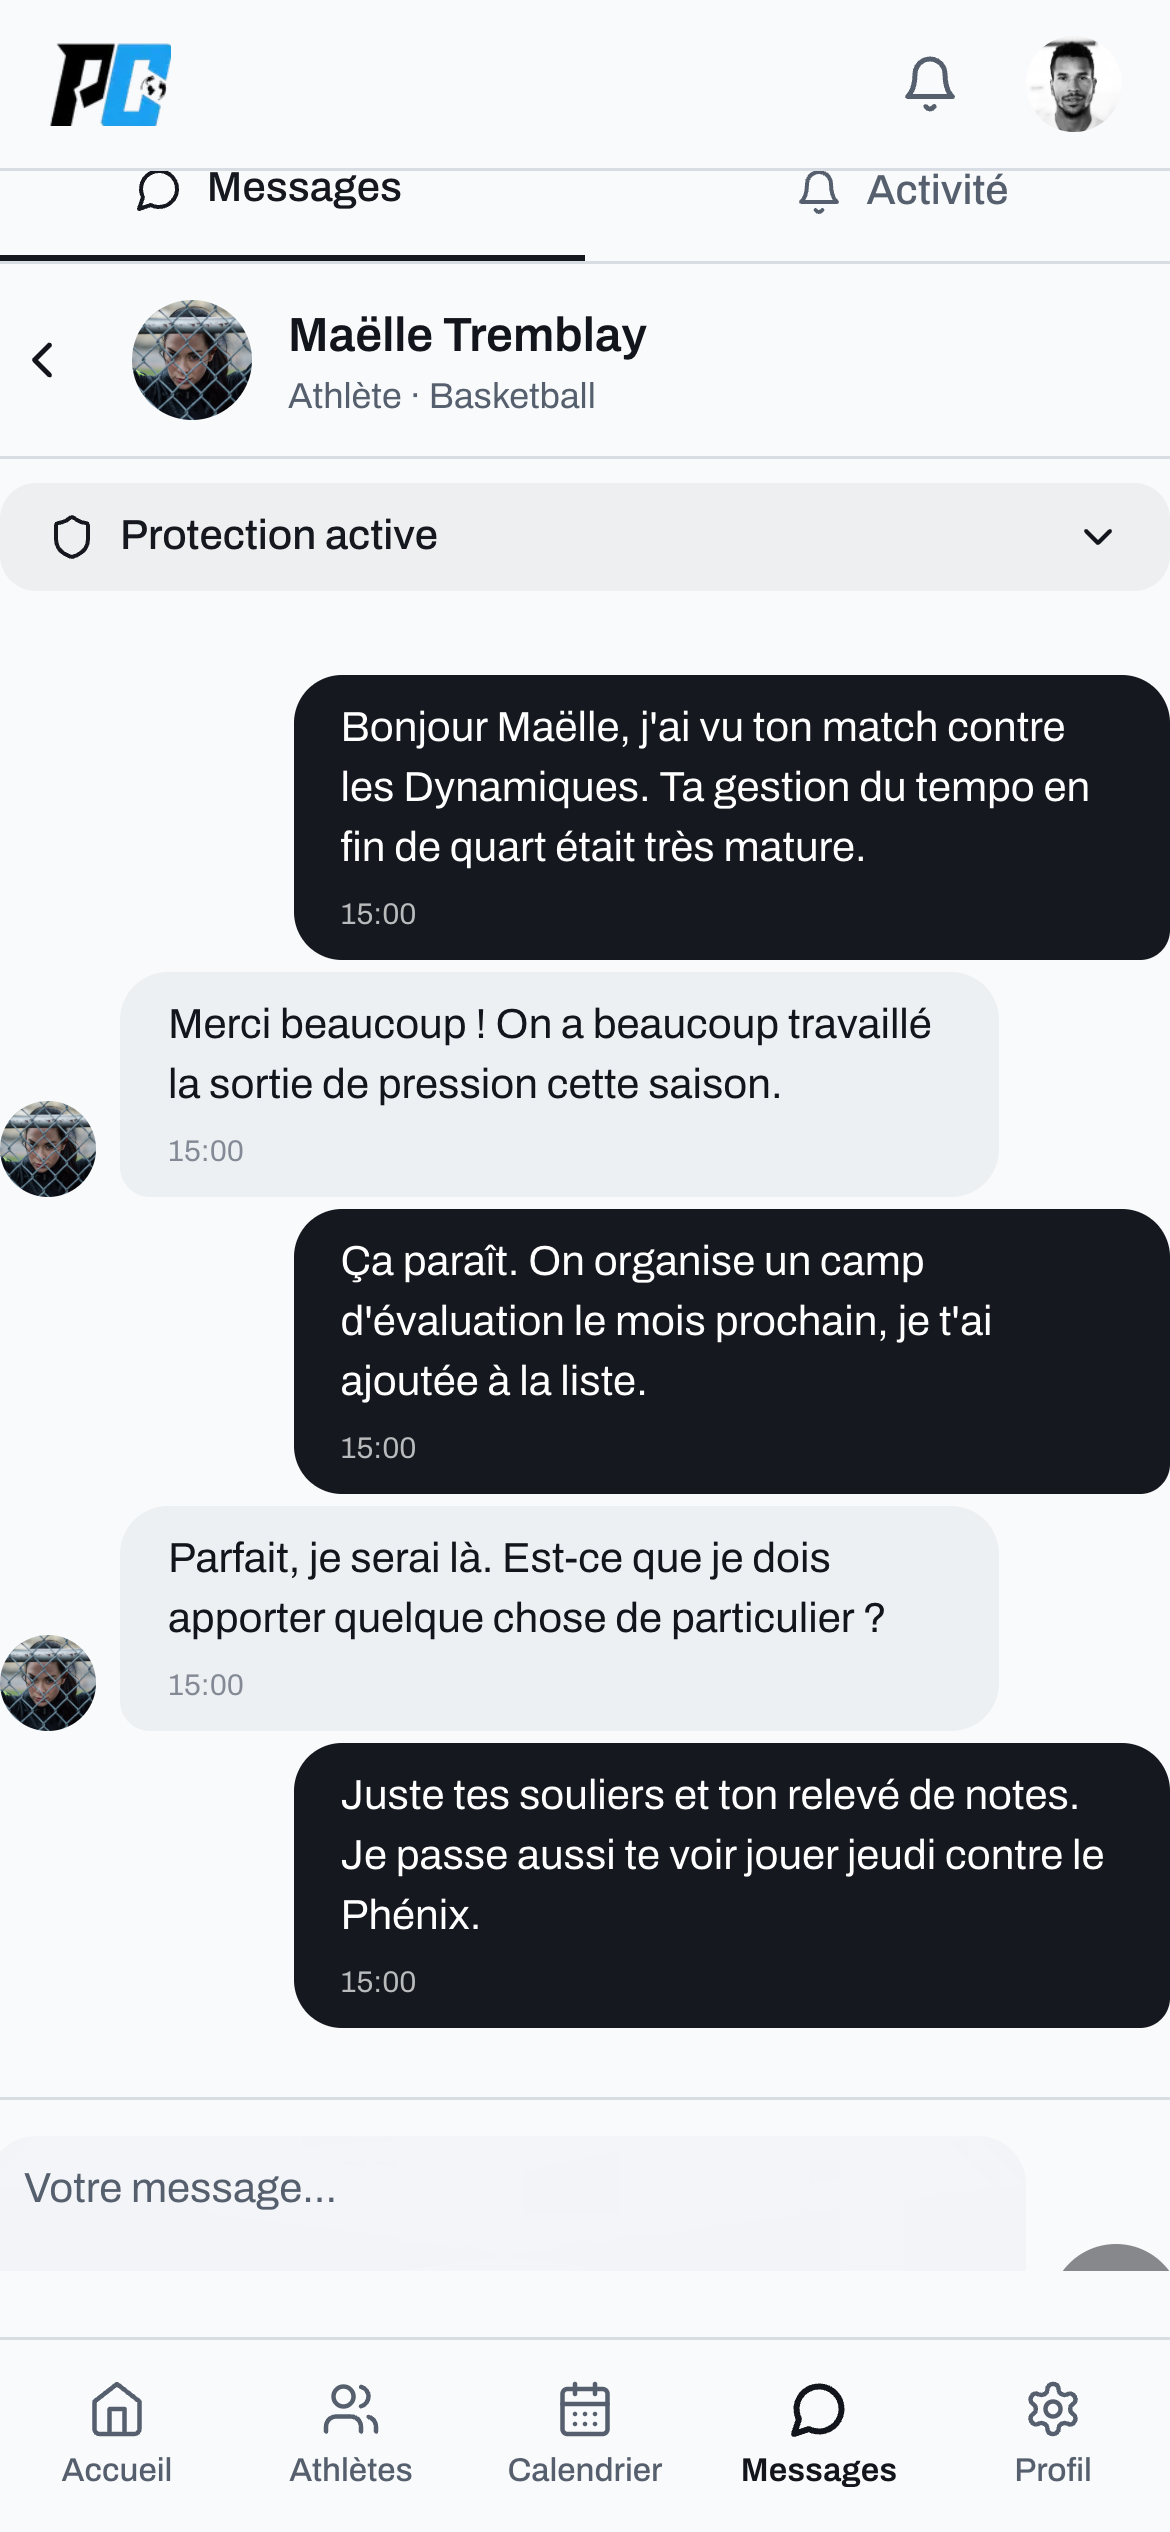 PC
Messages
Activité
Maëlle Tremblay
Athlète · Basketball
Protection active
Bonjour Maëlle, j'ai vu ton match contre
les Dynamiques. Ta gestion du tempo en
fin de quart était très mature.
15:00
Merci beaucoup ! On a beaucoup travaillé
la sortie de pression cette saison.
15:00
Ça paraît. On organise un camp
d'évaluation le mois prochain, je t'ai
ajoutée à la liste.
15:00
Parfait, je serai là. Est-ce que je dois
apporter quelque chose de particulier ?
15:00
Juste tes souliers et ton relevé de notes.
Je passe aussi te voir jouer jeudi contre le
Phénix.
15:00
Votre message...
Accueil
Athlètes
Calendrier
Messages
Profil